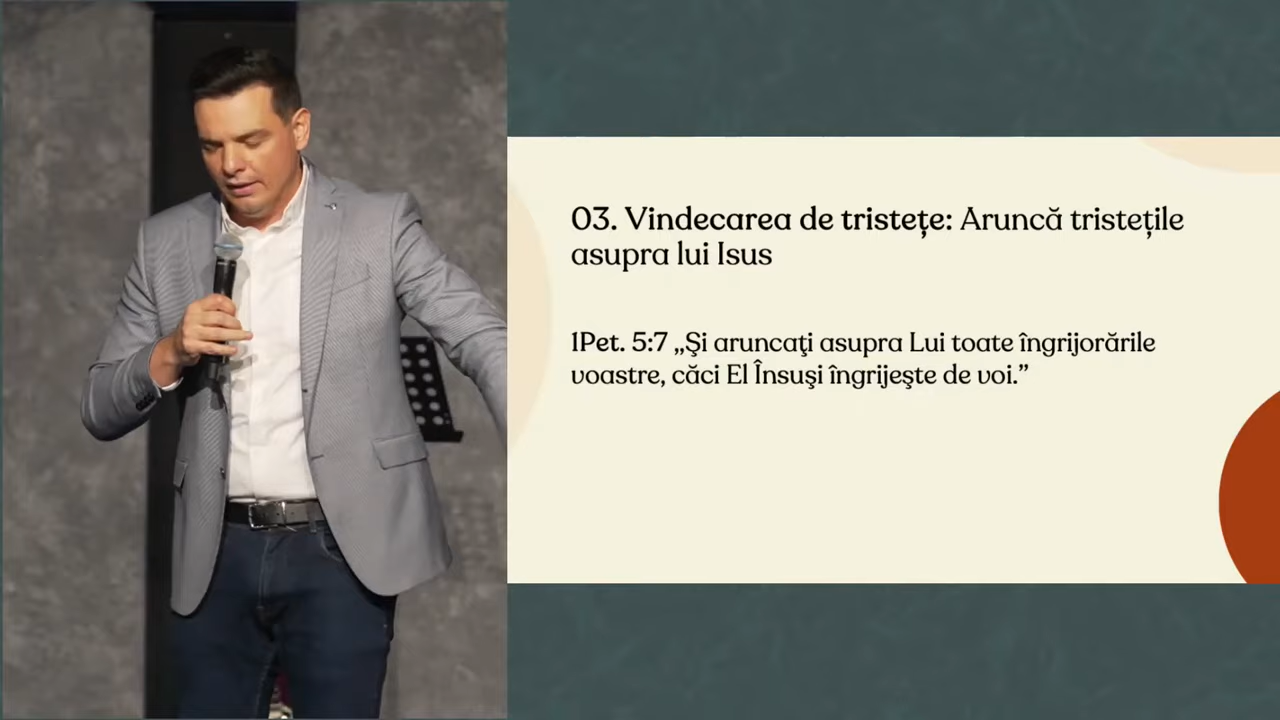 03. Vindecarea de tristețe: Aruncă tristețile
asupra lui Isus
1Pet. 5:7 „Şi aruncaţi asupra Lui toate îngrijorările
voastre, căci El Însuşi îngrijeşte de voi.”